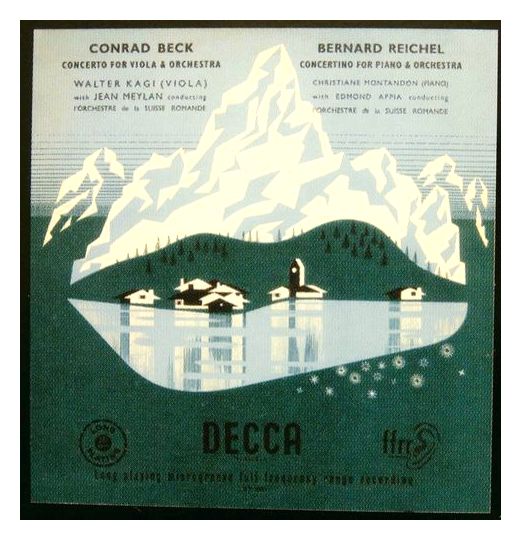 CONRAD BECK
CONCERTO FOR VIOLA & ORCHESTRA
WALTER KAGI (VIOLA)
with JEAN MEYLAN conducting
l'ORCHESTRE de la SUISSE ROMANDE
BERNARD REICHEL
CONCERTINO FOR PIANO & ORCHESTRA
CHRISTIANE MONTANDON (PIANO)
with EDMOND APPIA conducting
l'ORCHESTRE de la SUISSE ROMANDE
LONG PLAYING
DECCA
ffrr
Long playing microgroove full frequency range recording